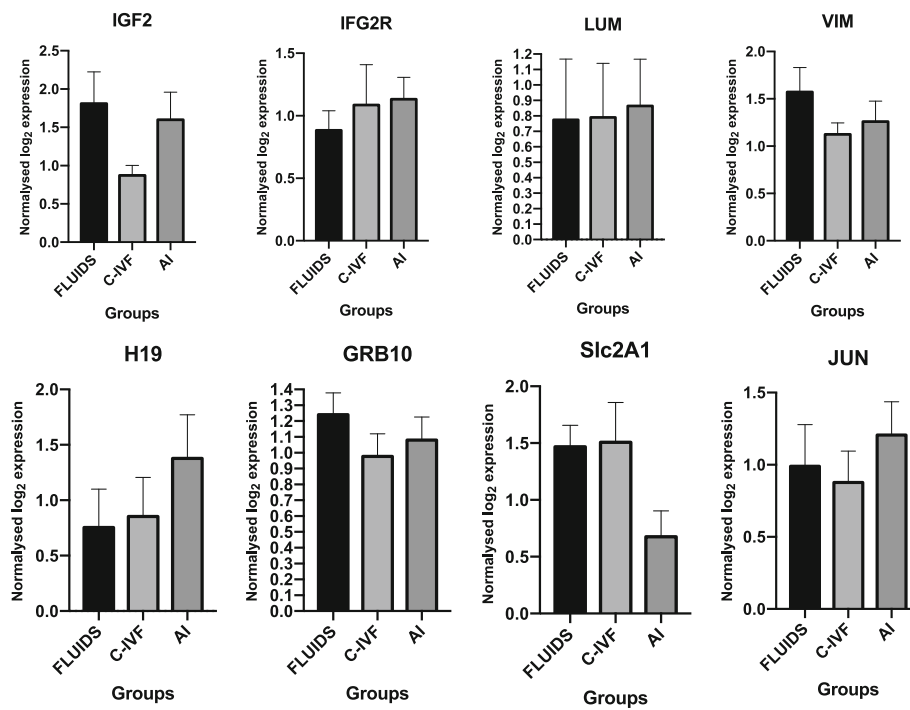 IGF2
Normalised log2 expression
2.5
2.0
1.5
1.0
0.5
0.0
FLUIDS
C-IVF
AI
Groups
IFG2R
Normalised log2 expression
1.5
1.0
0.5
0.0
FLUIDS
C-IVF
AI
Groups
LUM
Normalised log2 expression
1.2
1.1
1.0
0.9
0.8
0.7
0.6
0.5
0.4
0.3
0.2
0.1
0.0
FLUIDS
C-IVF
AI
Groups
VIM
Normalised log2 expression
2.0
1.5
1.0
0.5
0.0
FLUIDS
C-IVF
AI
Groups
H19
Normalised log2 expression
2.0
1.5
1.0
0.5
0.0
FLUIDS
C-IVF
AI
Groups
GRB10
Normalised log2 expression
1.4
1.3
1.2
1.1
1.0
0.9
0.8
0.7
0.6
0.5
0.4
0.3
0.2
0.1
0.0
FLUIDS
C-IVF
AI
Groups
Slc2A1
Normalised log2 expression
2.0
1.5
1.0
0.5
0.0
FLUIDS
C-IVF
AI
Groups
JUN
Normalised log2 expression
1.5
1.0
0.5
0.0
FLUIDS
C-IVF
AI
Groups